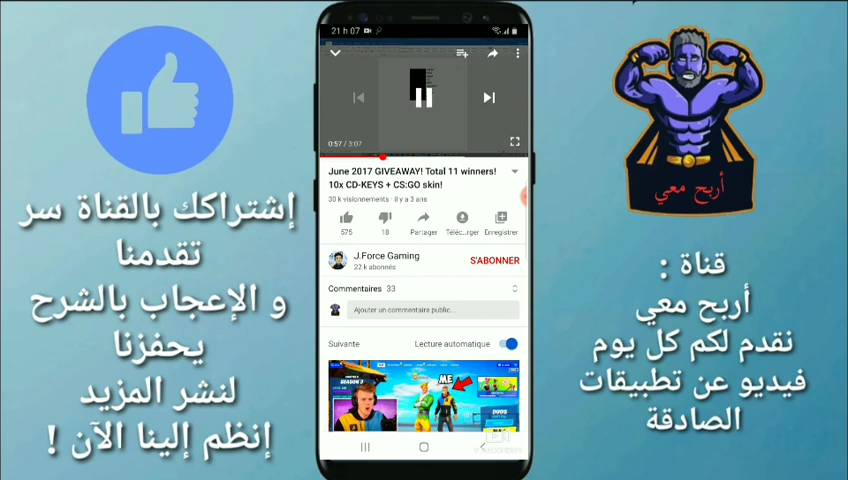 إشتراكك بالقناة سر
تقدمنا
و الإعجاب بالشرح
يحفزنا
لنشر المزيد
إنظم إلينا الآن !
21 h 07
0:57 / 3:07
June 2017 GIVEAWAY! Total 11 winners!
10x CD-KEYS + CS:GO skin!
30 k visionnements · il y a 3 ans
575
18
Partager
Télécharger
Enregistrer
J.Force Gaming
22 k abonnés
S'ABONNER
Commentaires 33
Ajouter un commentaire public...
Suivante
Lecture automatique
SEASON 3
ME
DUOS
أربح معي
قناة :
أربح معي
نقدم لكم كل يوم
فيديو عن تطبيقات
الصادقة